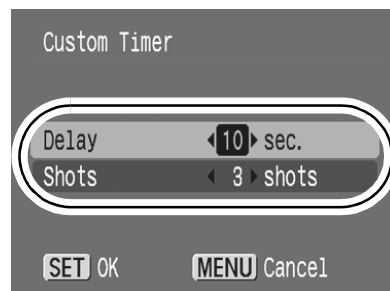 Custom Timer
Delay 10 sec.
Shots 3 shots
SET OK MENU Cancel